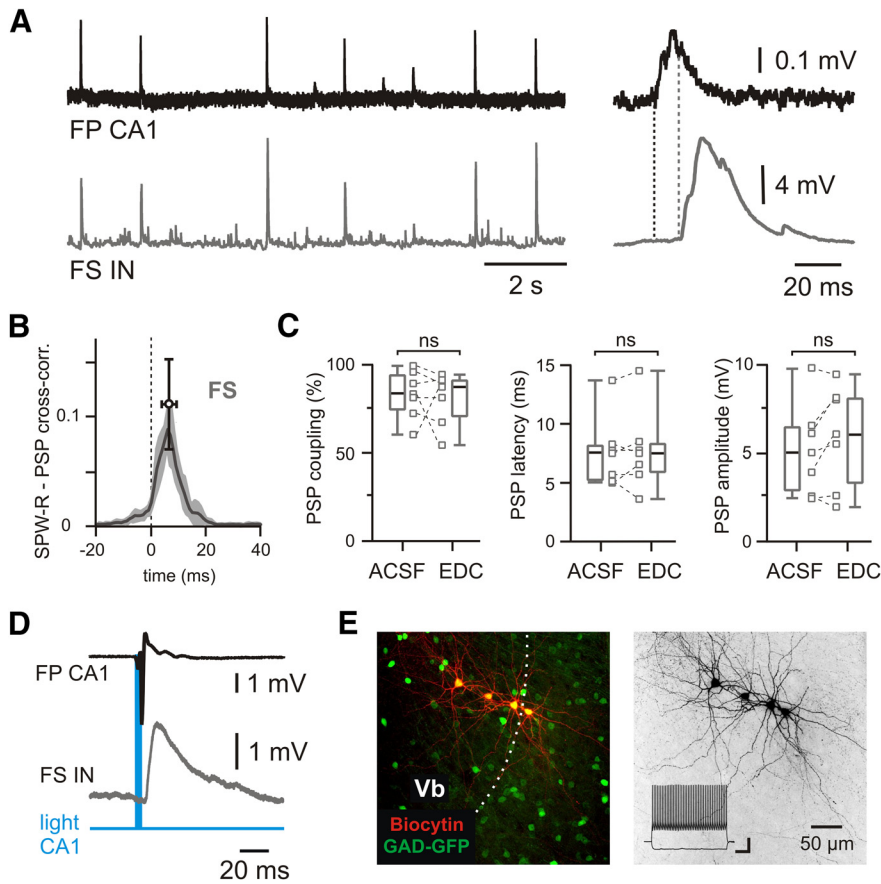 A
FP CA1
0.1 mV
FS IN
4 mV
2 s
20 ms
B
SPW-R - PSP cross-corr.
0.1
0
FS
-20 0 20 40
time (ms)
C
ns
PSP coupling (%)
100
50
0
ACSF EDC
ns
PSP latency (ms)
15
10
5
0
ACSF EDC
ns
PSP amplitude (mV)
10
5
0
ACSF EDC
D
FP CA1
1 mV
FS IN
1 mV
light
CA1
20 ms
E
Vb
Biocytin
GAD-GFP
50 µm